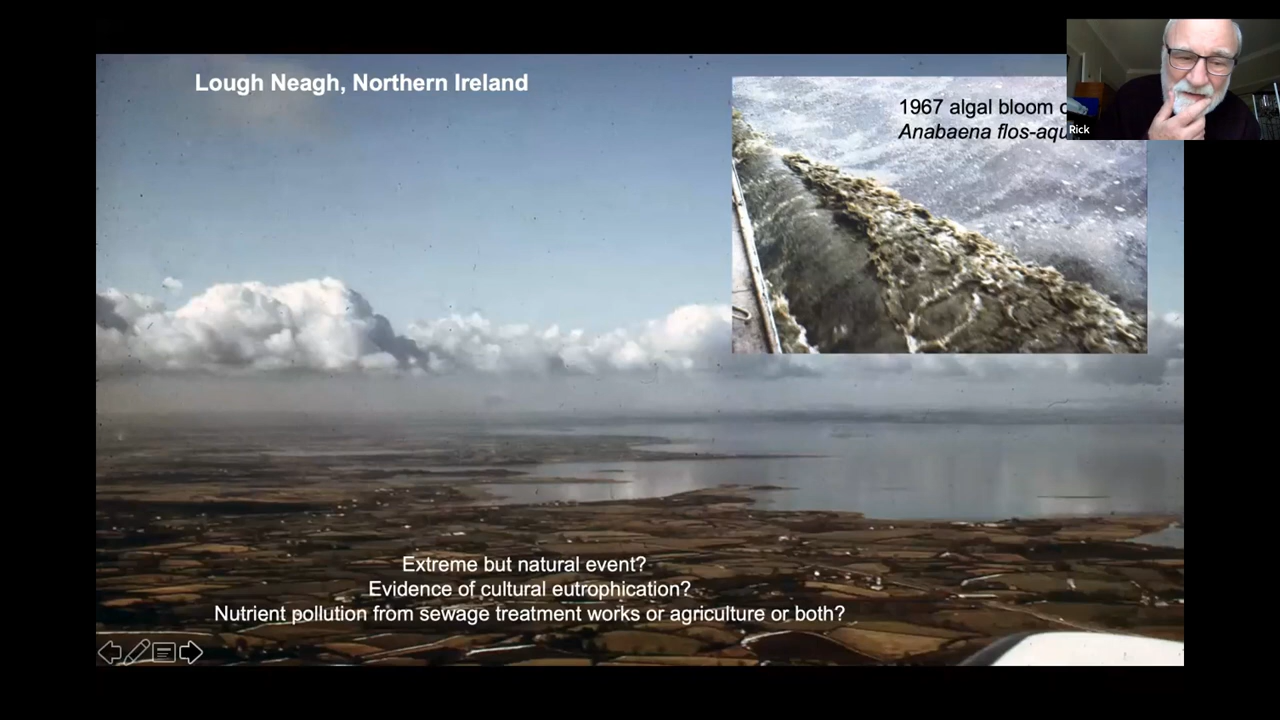 Lough Neagh, Northern Ireland
1967 algal bloom
Anabaena flos-aqu
Rick
Extreme but natural event?
Evidence of cultural eutrophication?
Nutrient pollution from sewage treatment works or agriculture or both?